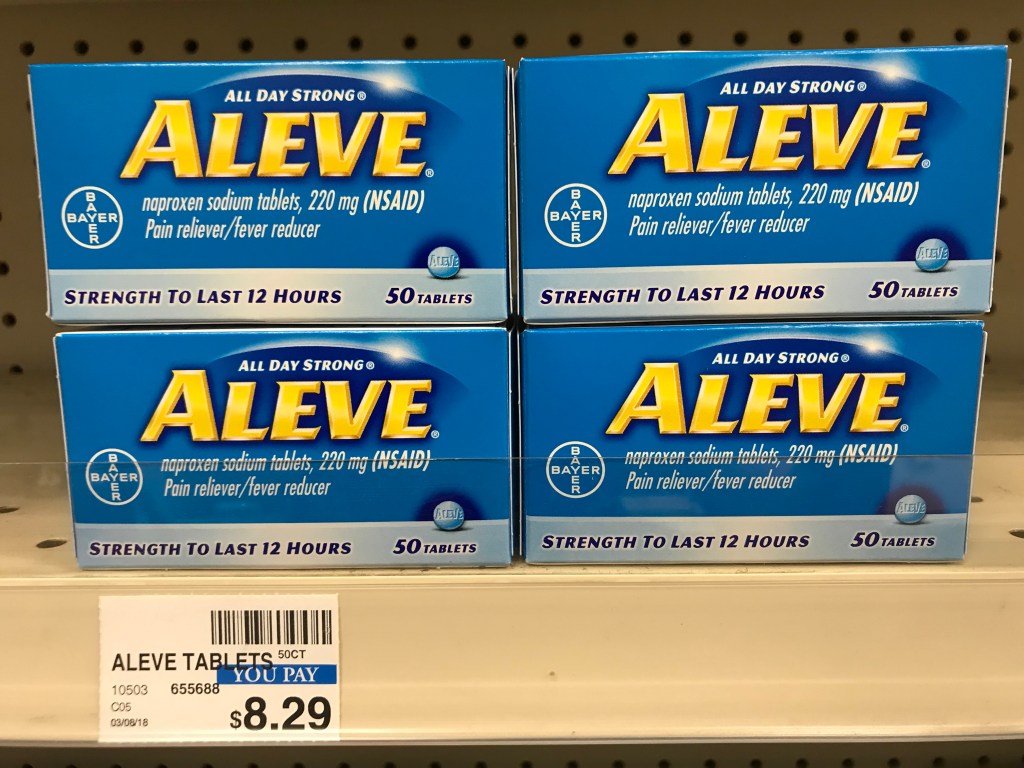 ALL DAY STRONG®
ALEVE®
naproxen sodium tablets, 220 mg (NSAID)
Pain reliever/fever reducer
BAYER
BAYER
ALEVE
STRENGTH TO LAST 12 HOURS 50 TABLETS
ALL DAY STRONG®
ALEVE®
naproxen sodium tablets, 220 mg (NSAID)
Pain reliever/fever reducer
BAYER
BAYER
ALEVE
STRENGTH TO LAST 12 HOURS 50 TABLETS
ALL DAY STRONG®
ALEVE®
naproxen sodium tablets, 220 mg (NSAID)
Pain reliever/fever reducer
BAYER
BAYER
ALEVE
STRENGTH TO LAST 12 HOURS 50 TABLETS
ALL DAY STRONG®
ALEVE®
naproxen sodium tablets, 220 mg (NSAID)
Pain reliever/fever reducer
BAYER
BAYER
ALEVE
STRENGTH TO LAST 12 HOURS 50 TABLETS
ALEVE TABLETS 50CT
YOU PAY
10503 655688
C05
03/08/18
$8.29